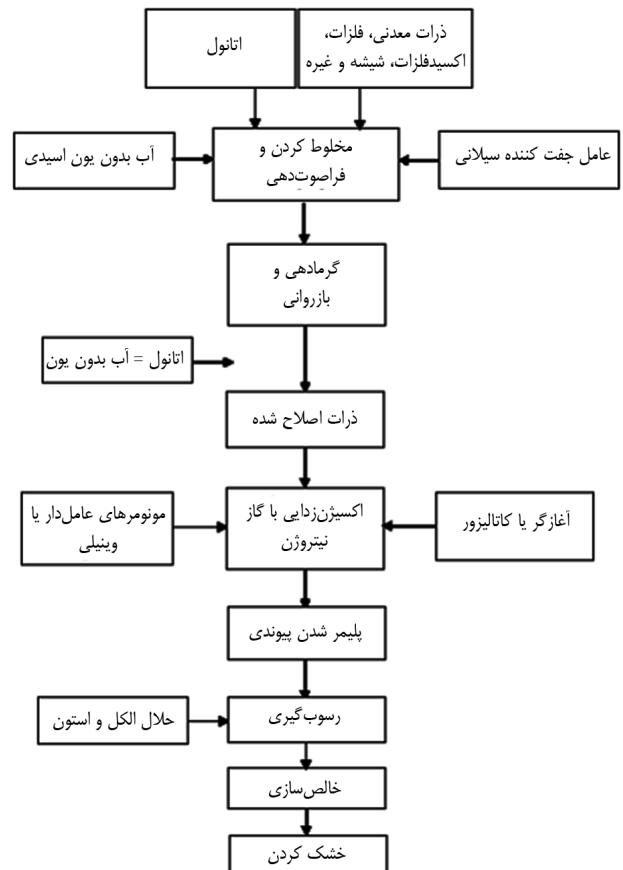 ذرات معدنی، فلزات،
اکسیدفلزات، شیشه و غیره
اتانول
مخلوط کردن و
فراصوت‌دهی
عامل جفت کننده سیلانی
آب بدون یون اسیدی
گرمادهی و
بازروانی
اتانول = آب بدون یون
ذرات اصلاح شده
اکسیژن‌زدایی با گاز
نیتروژن
آغازگر یا کاتالیزور
مونومرهای عامل‌دار یا
وینیلی
پلیمر شدن پیوندی
رسوب‌گیری
حلال الکل و استون
خالص‌سازی
خشک کردن